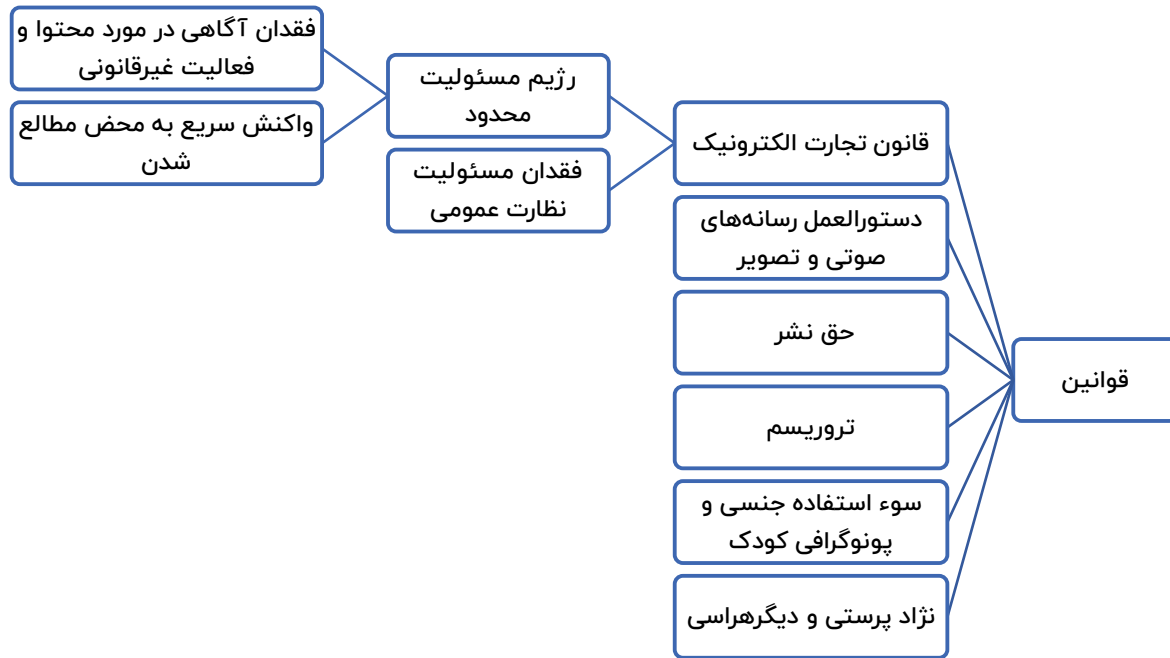 قوانین
قانون تجارت الکترونیک
دستورالعمل رسانه‌های
صوتی و تصویر
حق نشر
تروریسم
سوء استفاده جنسی و
پونوگرافی کودک
نژاد پرستی و دیگرهراسی
رژیم مسئولیت
محدود
فقدان مسئولیت
نظارت عمومی
فقدان آگاهی در مورد محتوا و
فعالیت غیرقانونی
واکنش سریع به محض مطالع
شدن